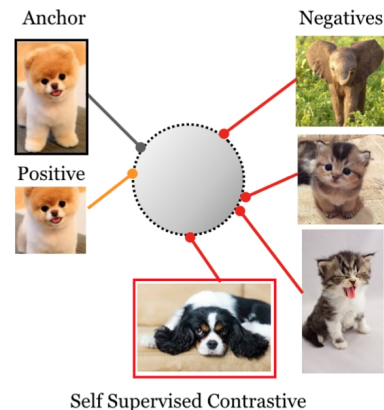 Anchor
Negatives
Positive
Self Supervised Contrastive